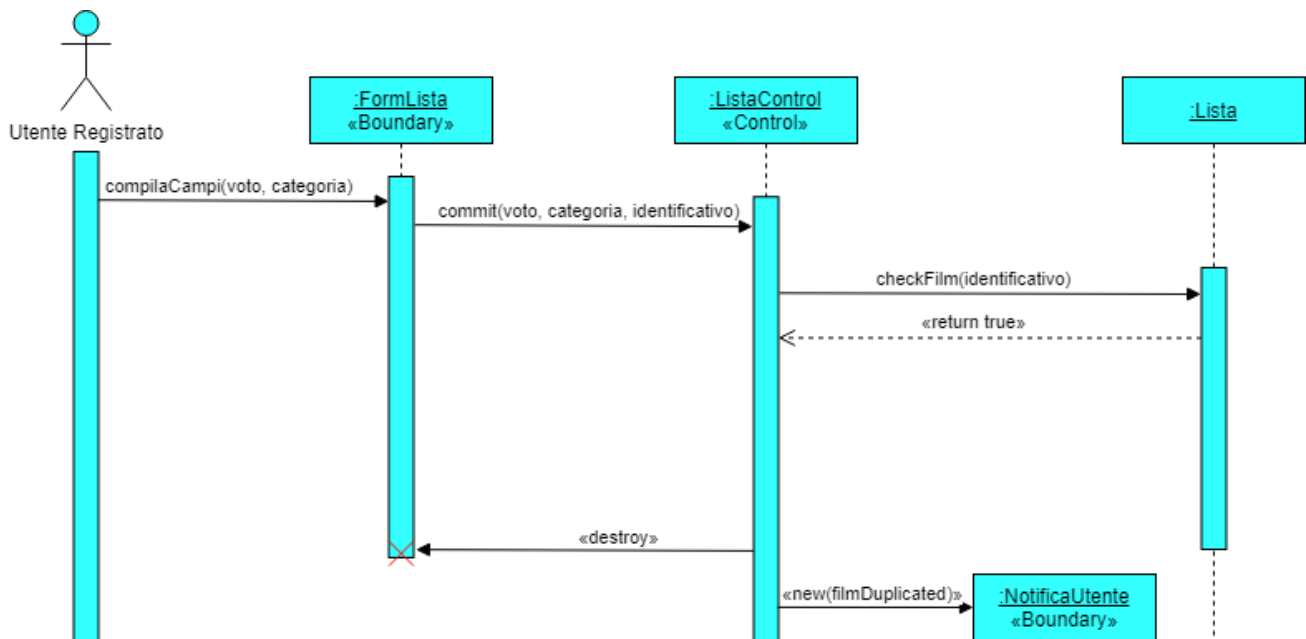 :FormLista
«Boundary»
:ListaControl
«Control»
:Lista
Utente Registrato
compilaCampi(voto, categoria)
commit(voto, categoria, identificativo)
checkFilm(identificativo)
«return true»
«destroy»
«new(filmDuplicated)»
:NotificaUtente
«Boundary»